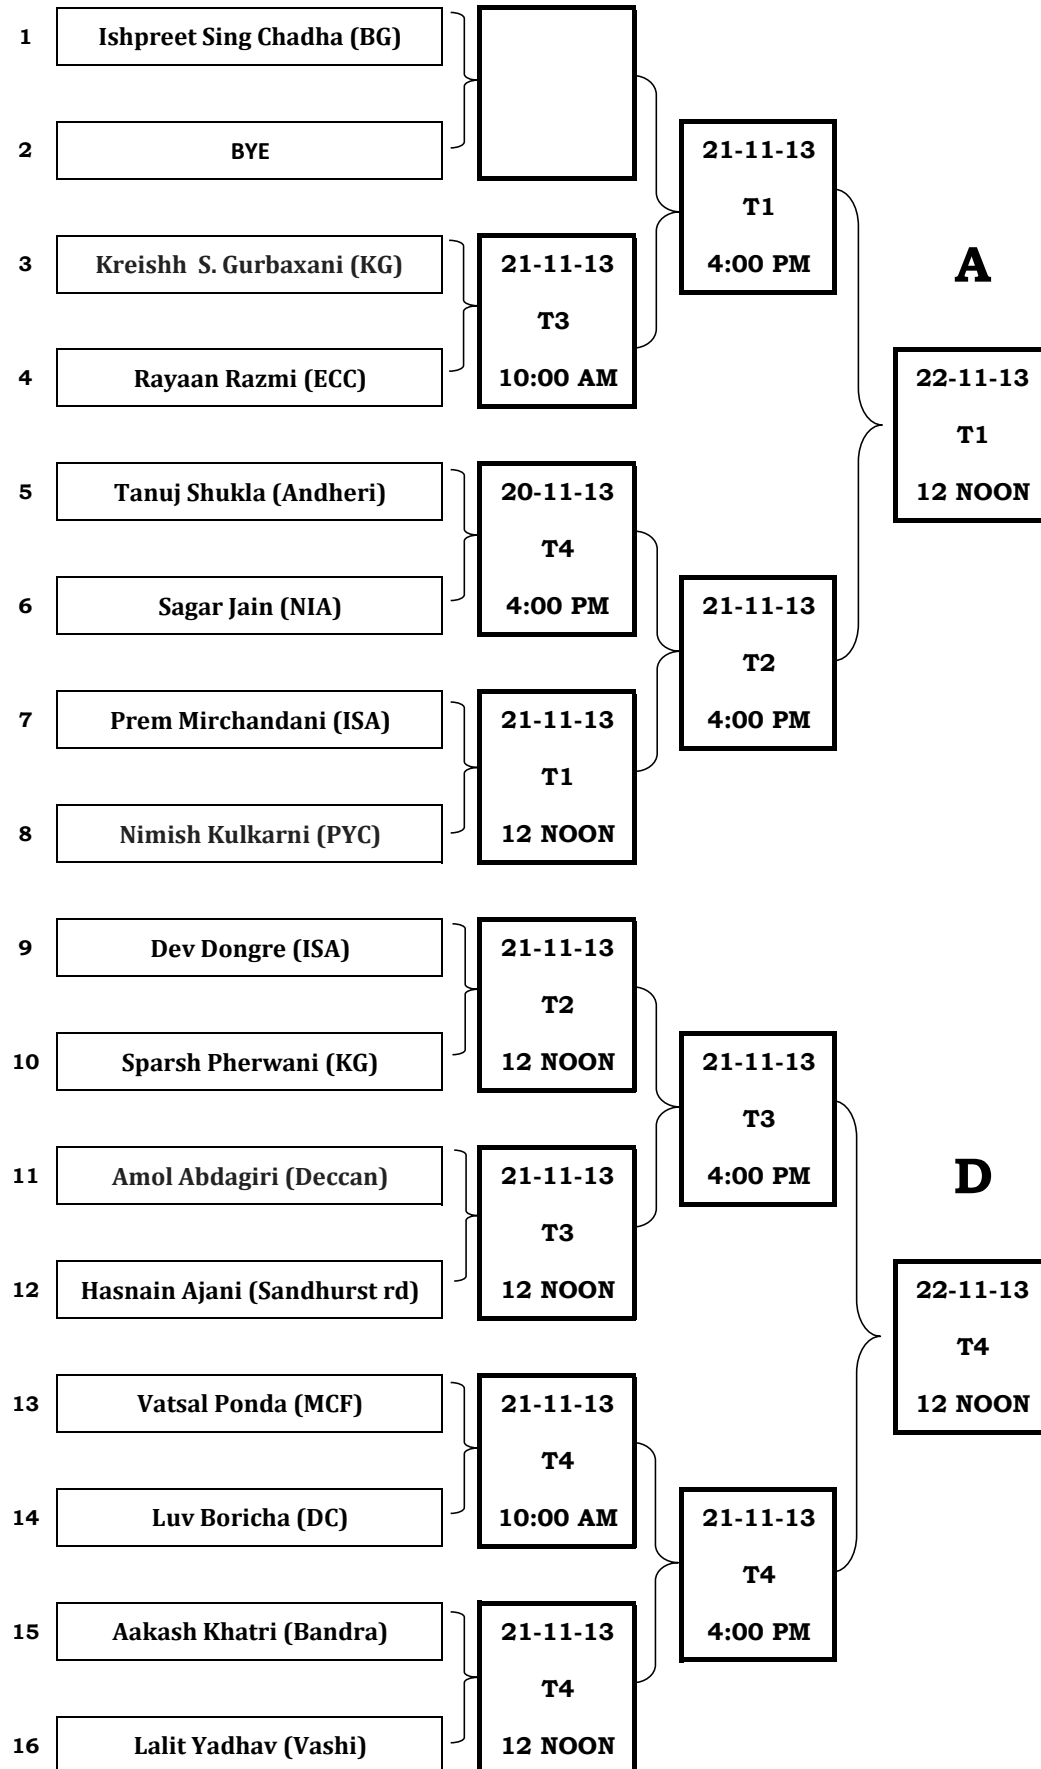 1 Ishpreet Sing Chadha (BG)
2 BYE
21-11-13
T1
4:00 PM
3 Kreishh S. Gurbaxani (KG)
21-11-13
T3
10:00 AM
4 Rayaan Razmi (ECC)
A
22-11-13
T1
12 NOON
5 Tanuj Shukla (Andheri)
20-11-13
T4
4:00 PM
6 Sagar Jain (NIA)
21-11-13
T2
4:00 PM
7 Prem Mirchandani (ISA)
21-11-13
T1
12 NOON
8 Nimish Kulkarni (PYC)
9 Dev Dongre (ISA)
21-11-13
T2
12 NOON
10 Sparsh Pherwani (KG)
21-11-13
T3
4:00 PM
11 Amol Abdagiri (Deccan)
21-11-13
T3
12 NOON
12 Hasnain Ajani (Sandhurst rd)
D
22-11-13
T4
12 NOON
13 Vatsal Ponda (MCF)
21-11-13
T4
10:00 AM
14 Luv Boricha (DC)
21-11-13
T4
4:00 PM
15 Aakash Khatri (Bandra)
21-11-13
T4
12 NOON
16 Lalit Yadhav (Vashi)